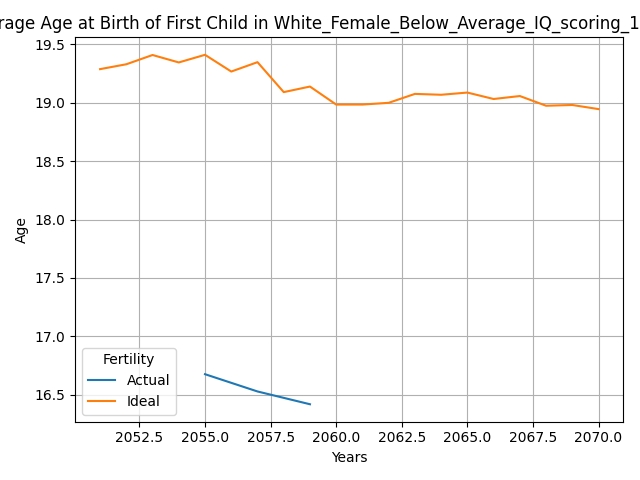 rage Age at Birth of First Child in White_Female_Below_Average_IQ_scoring_1
19.5
19.0
18.5
18.0
17.5
17.0
16.5
Age
Fertility
Actual
Ideal
2052.5 2055.0 2057.5 2060.0 2062.5 2065.0 2067.5 2070.0
Years